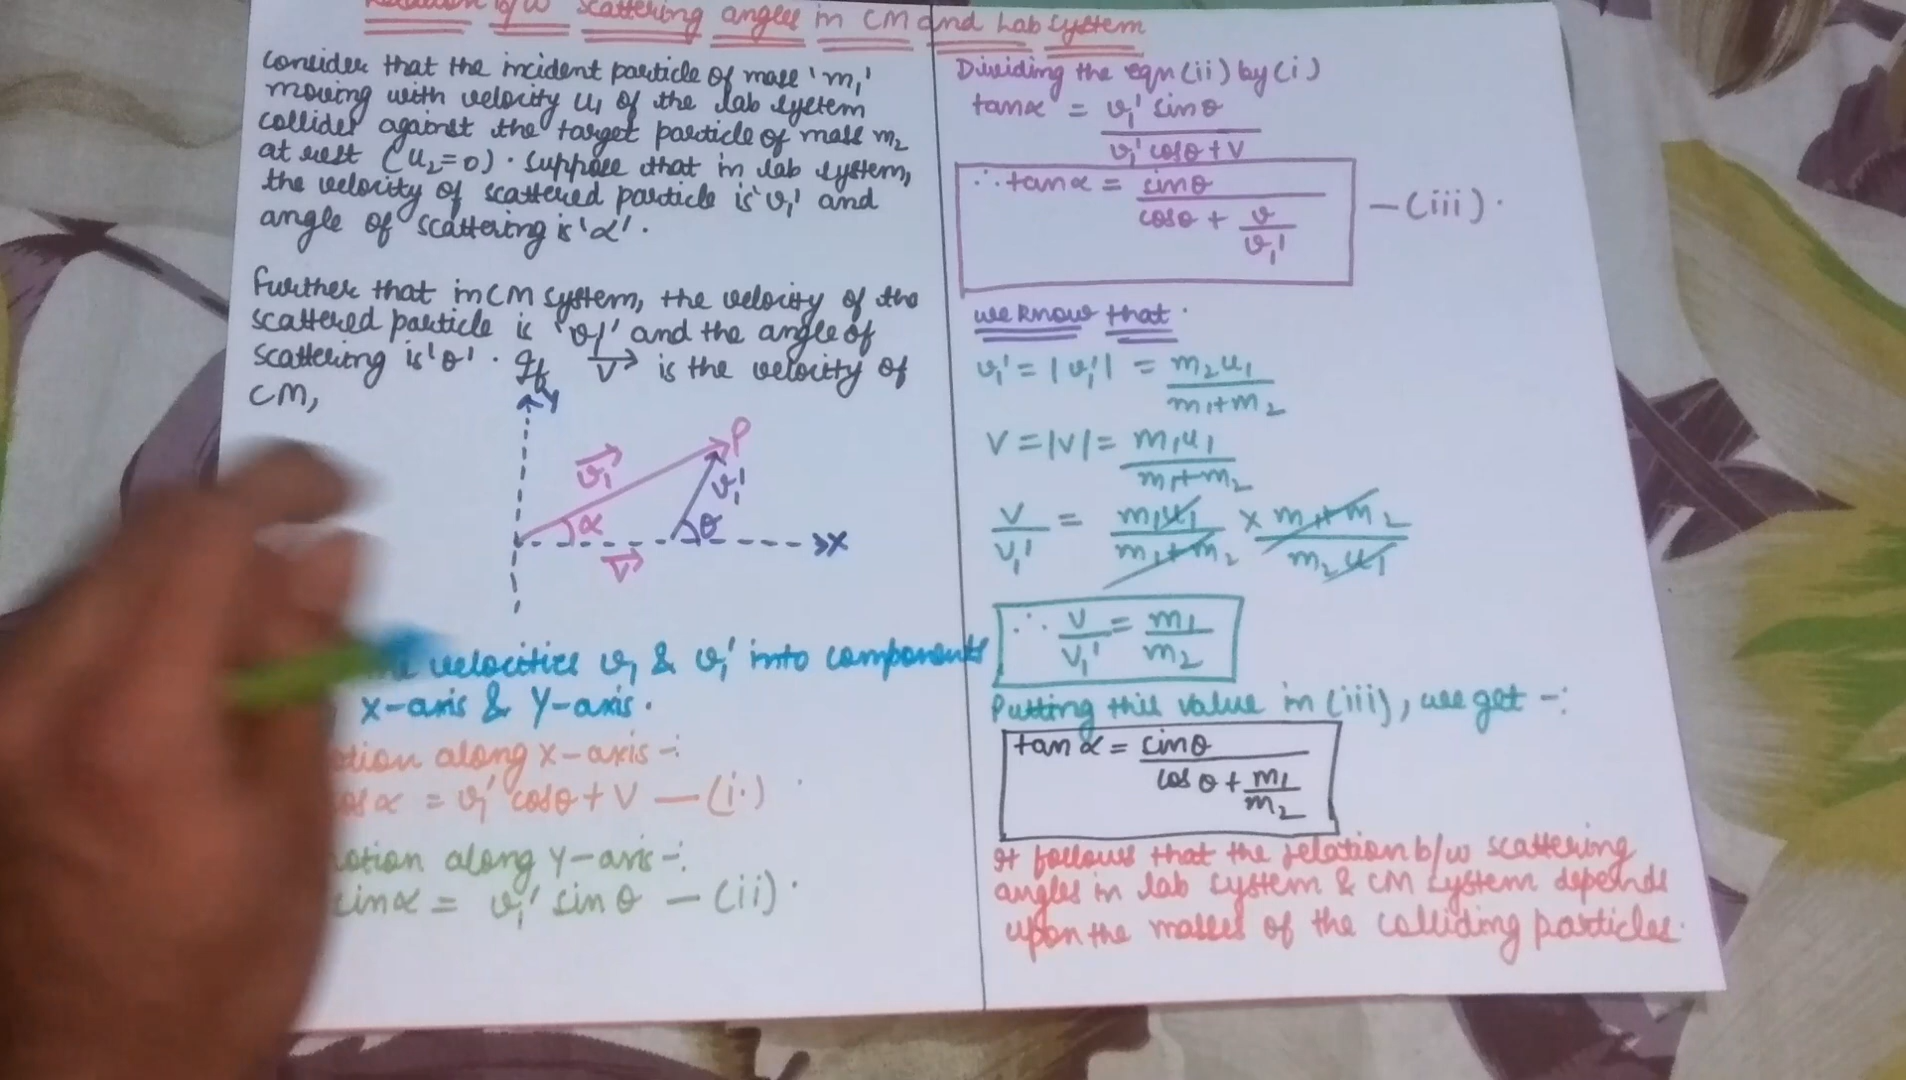 Relation b/w scattering angles in CM and Lab system
Consider that the incident particle of mass 'm₁'
moving with velocity u₁ of the lab system
collides against the target particle of mass m₂
at rest (u₂=0). Suppose that in lab system,
the velocity of scattered particle is 'v₁' and
angle of scattering is 'α'.
Further that in CM system, the velocity of the
scattered particle is 'v₁'' and the angle of
scattering is 'θ'. If V⃗ is the velocity of
CM,
Y
P
v⃗₁
v₁'
α
θ
X
V⃗
velocities v₁ & v₁' into components
X-axis & Y-axis.
otion along X-axis -:
cosα = v₁' cosθ + V — (i.)
otion along Y-axis -:
sinα = v₁' sinθ — (ii).
Dividing the eqn (ii) by (i)
tanα = v₁' sinθ / v₁' cosθ + V
∴ tanα = sinθ / cosθ + v/v₁' — (iii).
We know that.
v₁' = |v₁'| = m₂u₁ / m₁+m₂
V = |V| = m₁u₁ / m₁+m₂
V/V₁' = m₁u₁ / m₁+m₂ × m₁+m₂ / m₂u₁
∴ V/V₁' = m₁/m₂
Putting this value in (iii), we get -:
tanα = sinθ / cosθ + m₁/m₂
It follows that the relation b/w scattering
angles in lab system & CM system depends
upon the masses of the colliding particles.